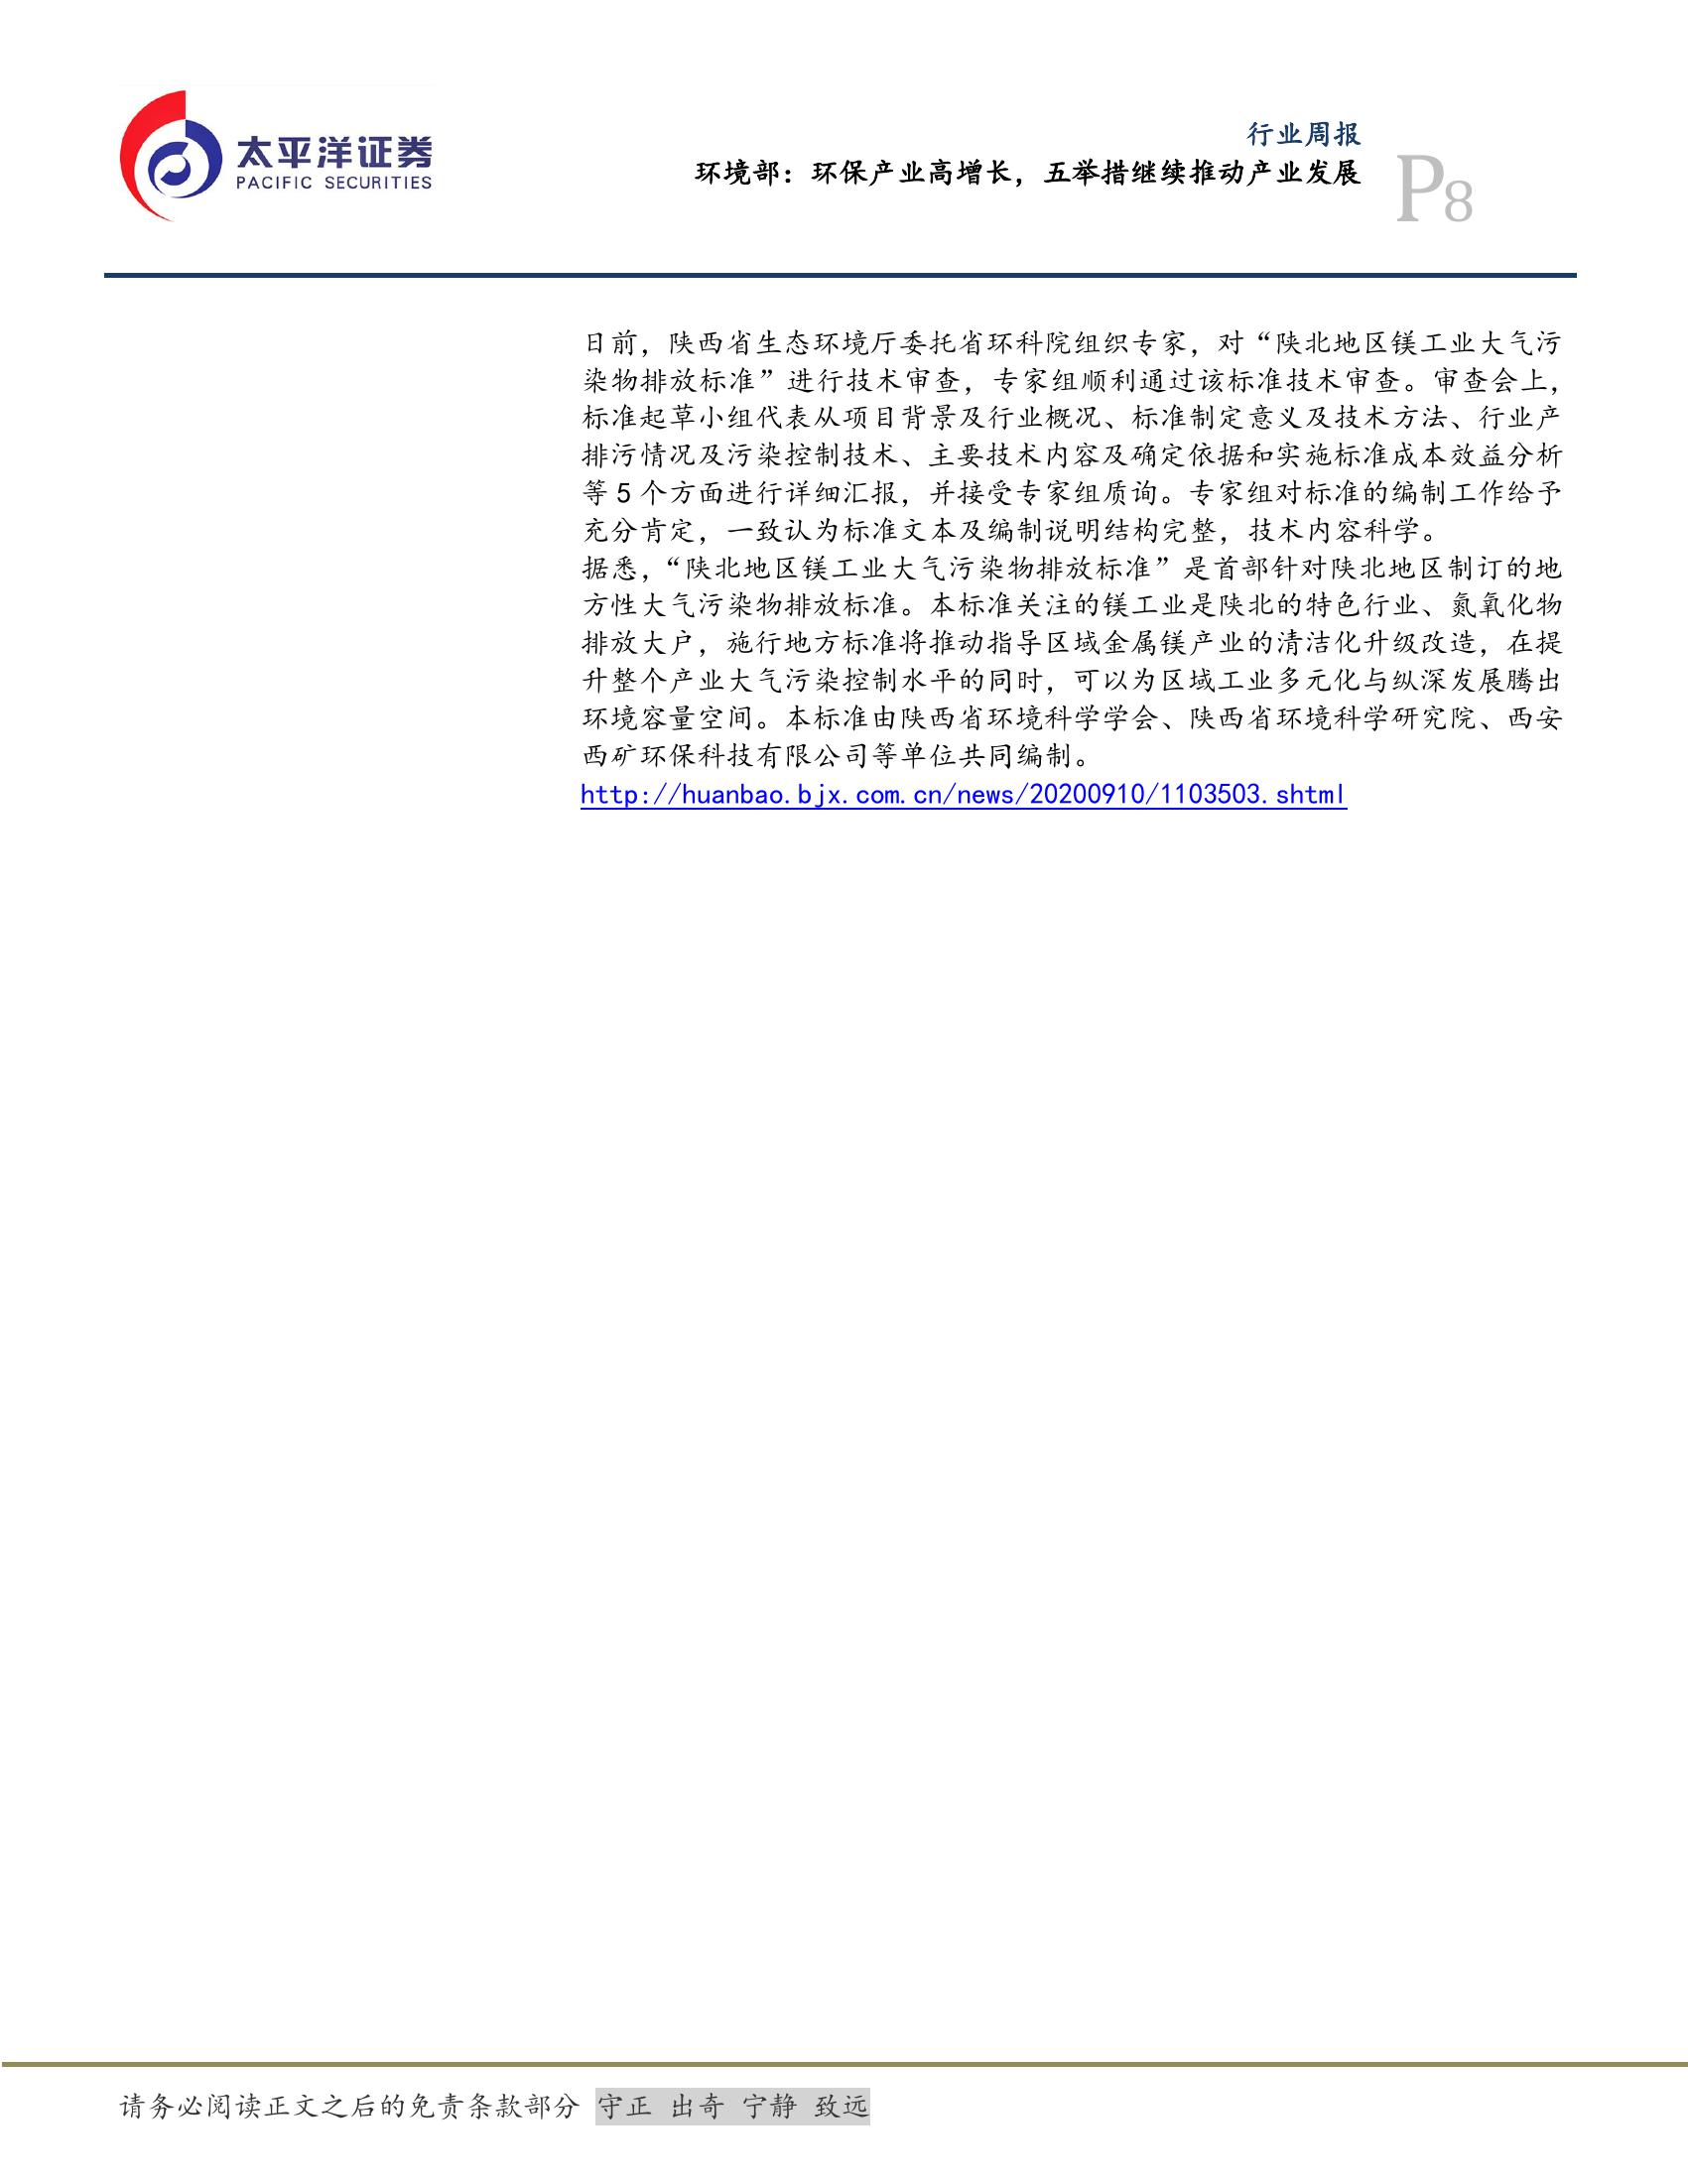 太平洋证券
PACIFIC SECURITIES
行业周报
环境部：环保产业高增长，五举措继续推动产业发展
P8
日前，陕西省生态环境厅委托省环科院组织专家，对“陕北地区镁工业大气污
染物排放标准”进行技术审查，专家组顺利通过该标准技术审查。审查会上，
标准起草小组代表从项目背景及行业概况、标准制定意义及技术方法、行业产
排污情况及污染控制技术、主要技术内容及确定依据和实施标准成本效益分析
等 5 个方面进行详细汇报，并接受专家组质询。专家组对标准的编制工作给予
充分肯定，一致认为标准文本及编制说明结构完整，技术内容科学。
据悉，“陕北地区镁工业大气污染物排放标准”是首部针对陕北地区制订的地
方性大气污染物排放标准。本标准关注的镁工业是陕北的特色行业、氮氧化物
排放大户，施行地方标准将推动指导区域金属镁产业的清洁化升级改造，在提
升整个产业大气污染控制水平的同时，可以为区域工业多元化与纵深发展腾出
环境容量空间。本标准由陕西省环境科学学会、陕西省环境科学研究院、西安
西矿环保科技有限公司等单位共同编制。
http://huanbao.bjx.com.cn/news/20200910/1103503.shtml
请务必阅读正文之后的免责条款部分 守正 出奇 宁静 致远